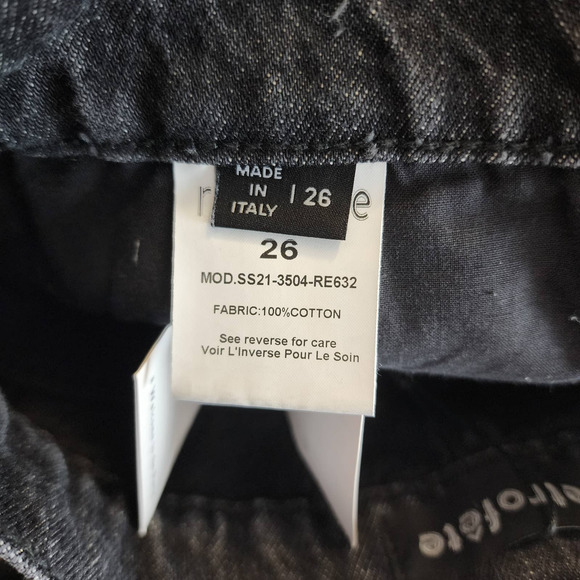 MADE
IN
ITALY
26
26
MOD.SS21-3504-RE632
FABRIC:100%COTTON
See reverse for care
Voir L'Inverse Pour Le Soin
etrofête